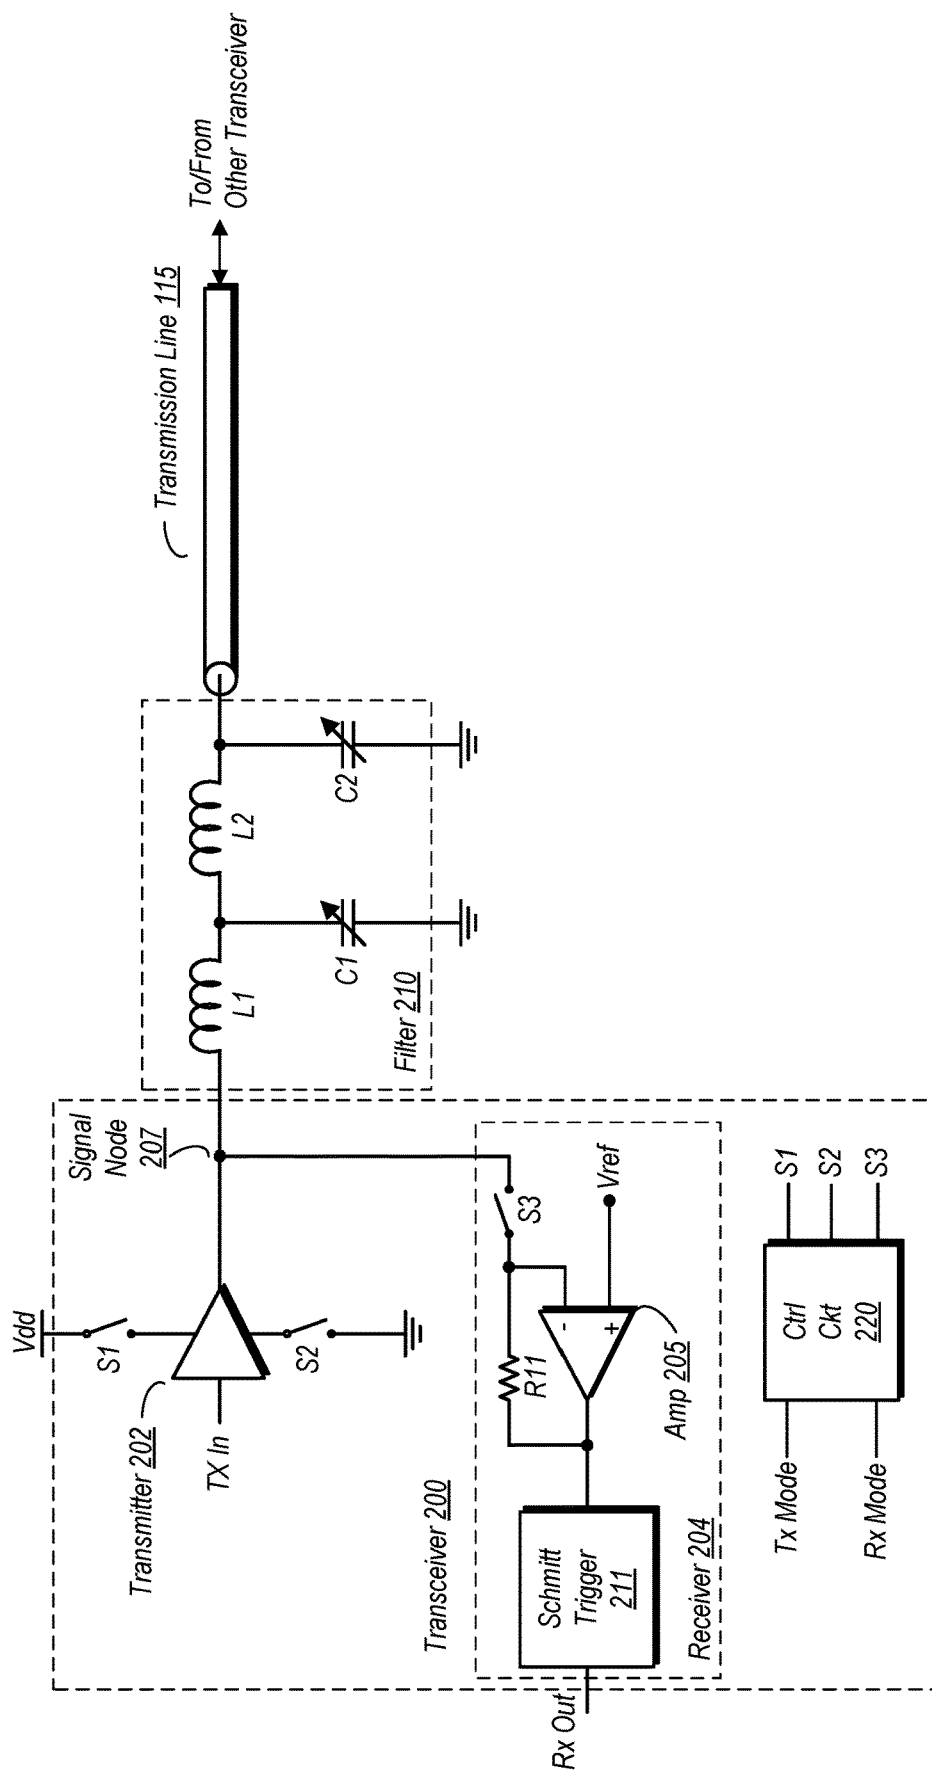 To/From
Other Transceiver
Transmission Line 115
L2
C2
L1
C1
Filter 210
Signal
Node
207
Vdd
S1
S2
Transmitter 202
TX In
S3
Vref
R11
-
+
Amp 205
Schmitt
Trigger
211
Receiver 204
Transceiver 200
Rx Out
Tx Mode
Rx Mode
Ctrl
Ckt
220
S1
S2
S3